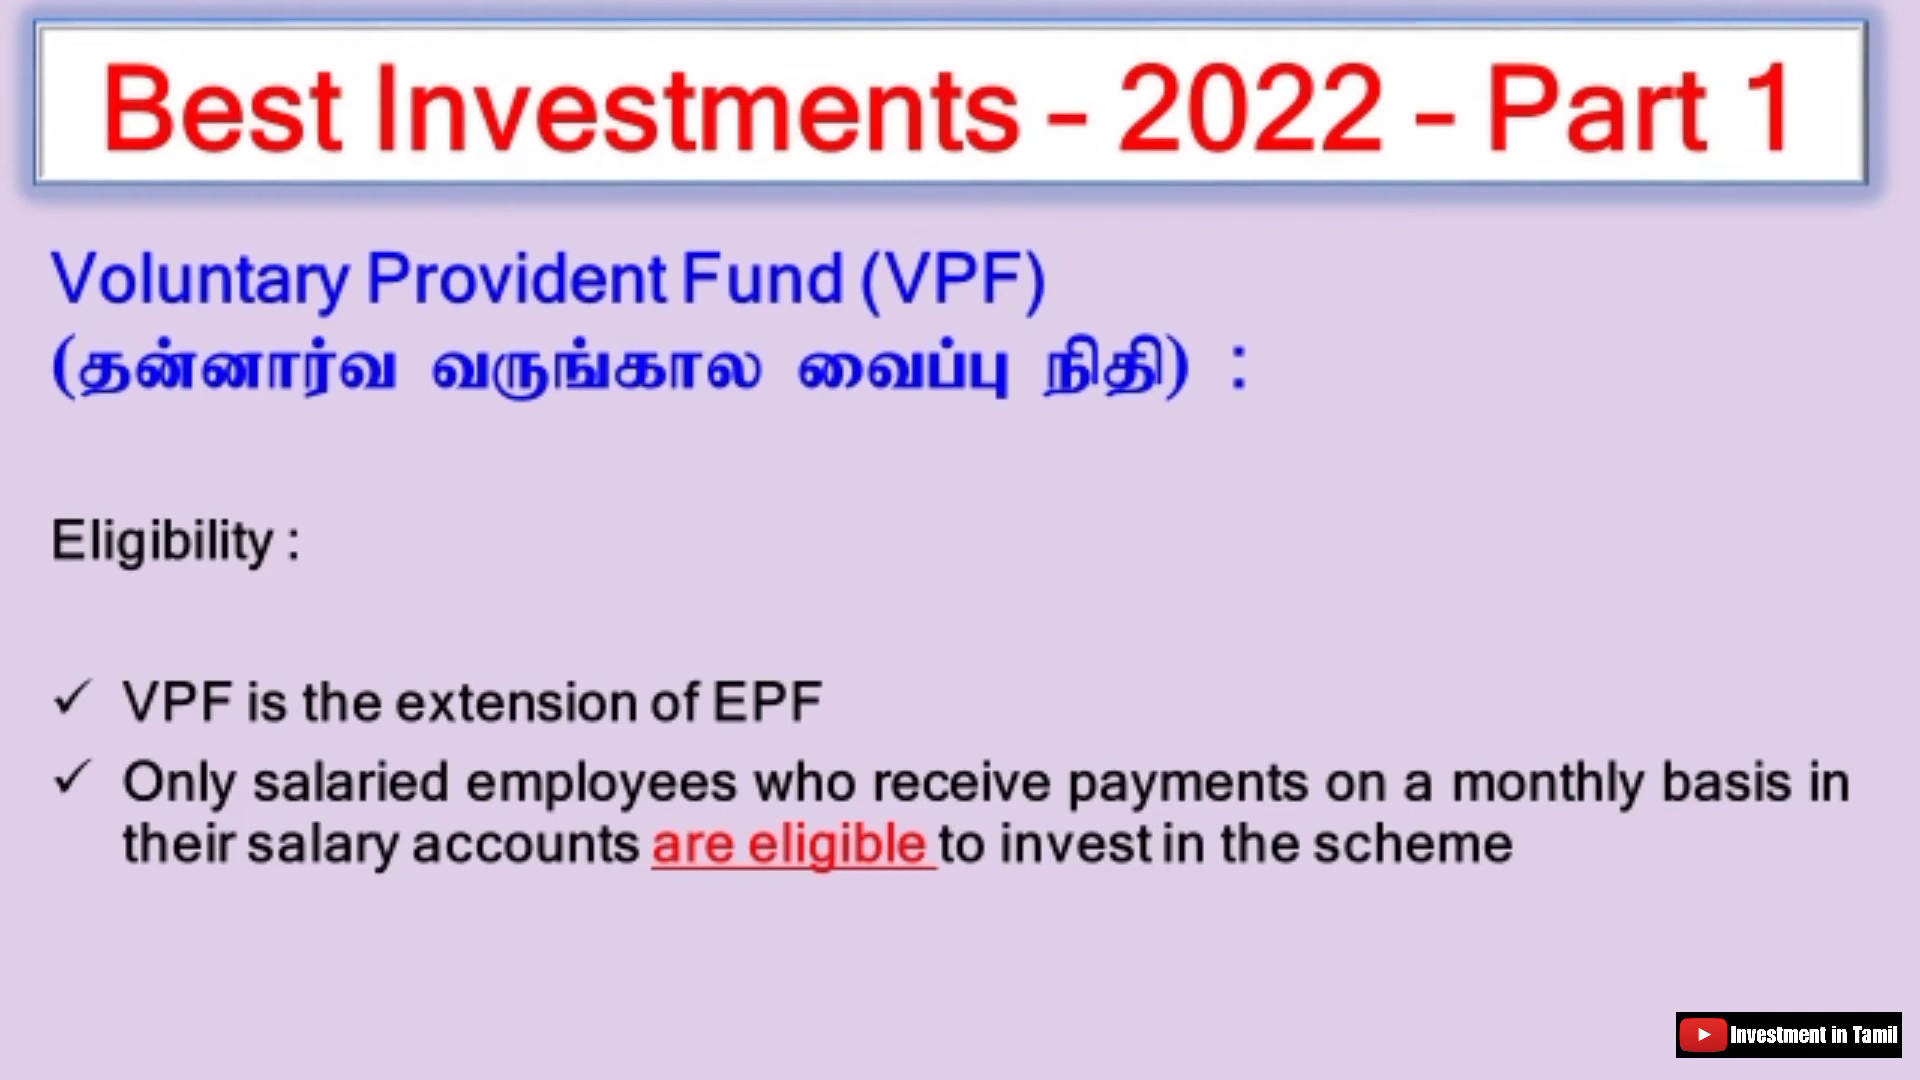 Best Investments - 2022 - Part 1
Voluntary Provident Fund (VPF)
(தன்னார்வ வருங்கால வைப்பு நிதி) :
Eligibility :
✓ VPF is the extension of EPF
✓ Only salaried employees who receive payments on a monthly basis in
their salary accounts are eligible to invest in the scheme
Investment in Tamil